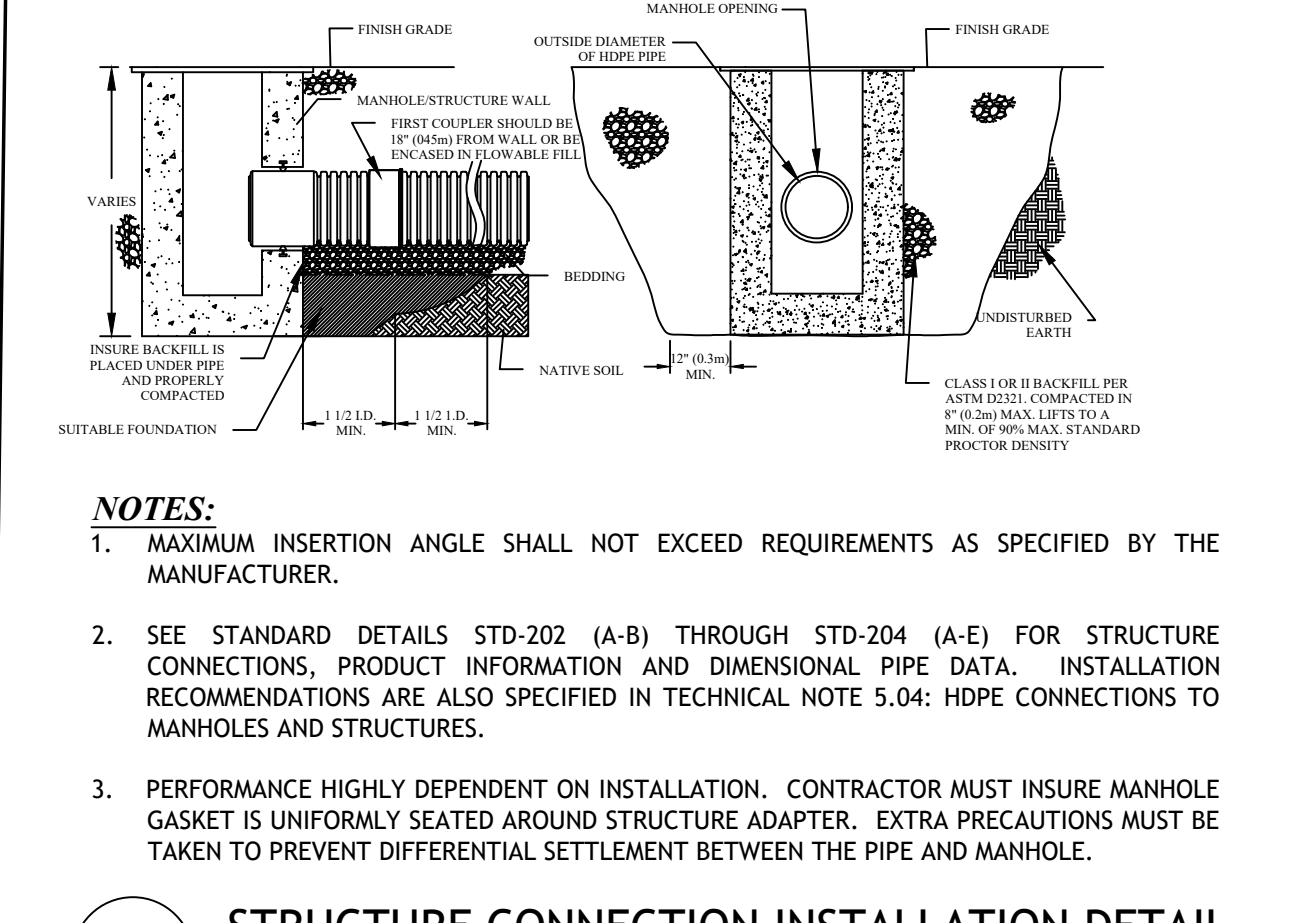 MANHOLE OPENING
FINISH GRADE
OUTSIDE DIAMETER
OF HDPE PIPE
FINISH GRADE
MANHOLE/STRUCTURE WALL
FIRST COUPLER SHOULD BE
18" (045m) FROM WALL OR BE
ENCASED IN FLOWABLE FILL
VARIES
BEDDING
UNDISTURBED
EARTH
INSURE BACKFILL IS
PLACED UNDER PIPE
AND PROPERLY
COMPACTED
NATIVE SOIL
12" (0.3m)
MIN.
CLASS I OR II BACKFILL PER
ASTM D2321. COMPACTED IN
8" (0.2m) MAX. LIFTS TO A
MIN. OF 90% MAX. STANDARD
PROCTOR DENSITY
SUITABLE FOUNDATION
1 1/2 I.D.
MIN.
1 1/2 1.D.
MIN.
NOTES:
1. MAXIMUM INSERTION ANGLE SHALL NOT EXCEED REQUIREMENTS AS SPECIFIED BY THE
MANUFACTURER.
2. SEE STANDARD DETAILS STD-202 (A-B) THROUGH STD-204 (A-E) FOR STRUCTURE
CONNECTIONS, PRODUCT INFORMATION AND DIMENSIONAL PIPE DATA. INSTALLATION
RECOMMENDATIONS ARE ALSO SPECIFIED IN TECHNICAL NOTE 5.04: HDPE CONNECTIONS TO
MANHOLES AND STRUCTURES.
3. PERFORMANCE HIGHLY DEPENDENT ON INSTALLATION. CONTRACTOR MUST INSURE MANHOLE
GASKET IS UNIFORMLY SEATED AROUND STRUCTURE ADAPTER. EXTRA PRECAUTIONS MUST BE
TAKEN TO PREVENT DIFFERENTIAL SETTLEMENT BETWEEN THE PIPE AND MANHOLE.
STRUCTURE CONNECTION INSTALLATION DETAIL